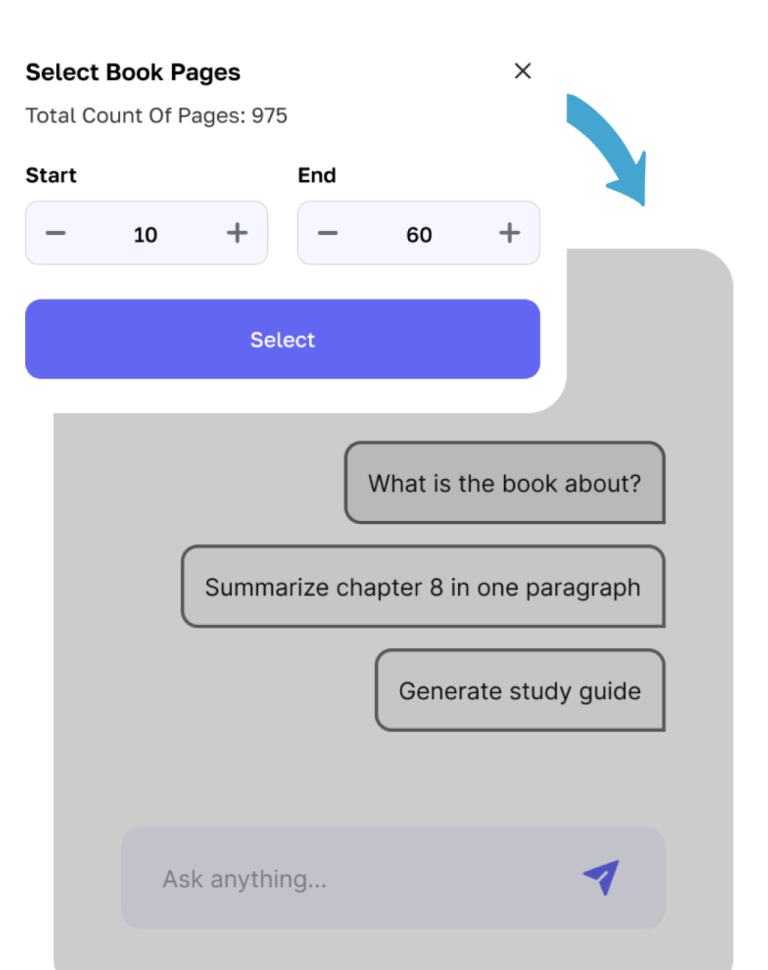 Select Book Pages
Total Count Of Pages: 975
Start
End
10
60
Select
What is the book about?
Summarize chapter 8 in one paragraph
Generate study guide
Ask anything...